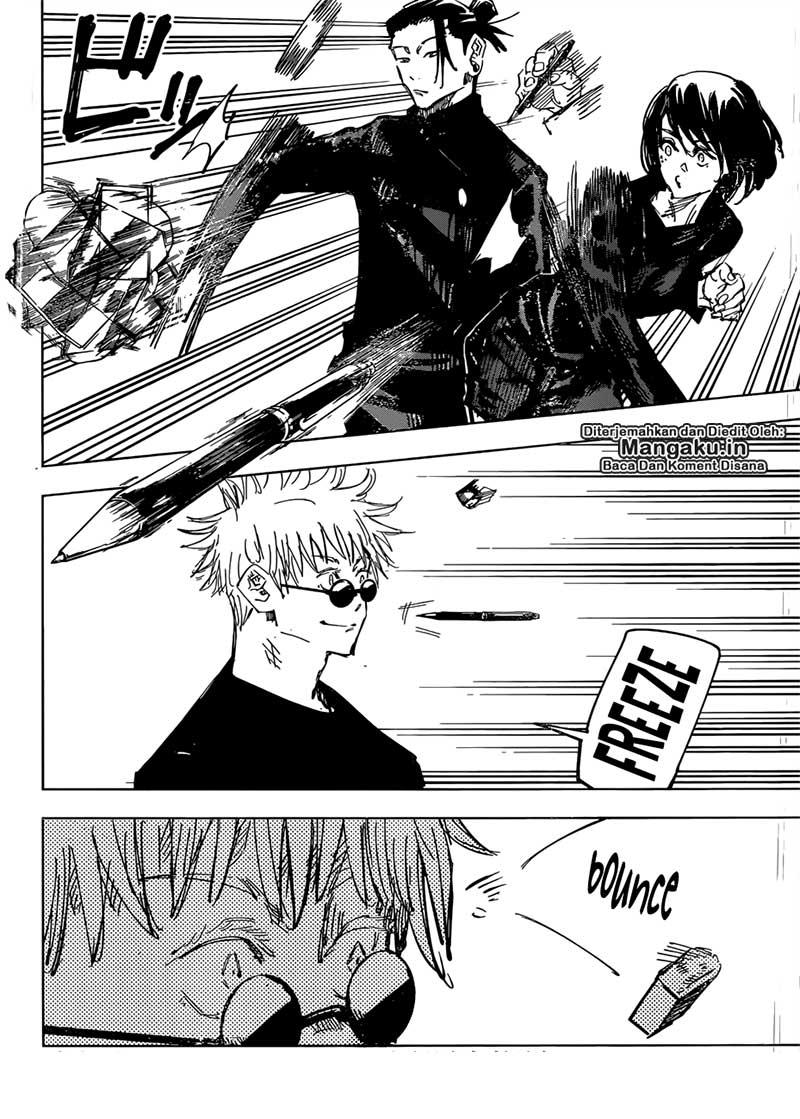 ビッ
Diterjemahkan dan Diedit Oleh:
Mangaku.in
Baca Dan Koment Disana
FREEZE
bounce